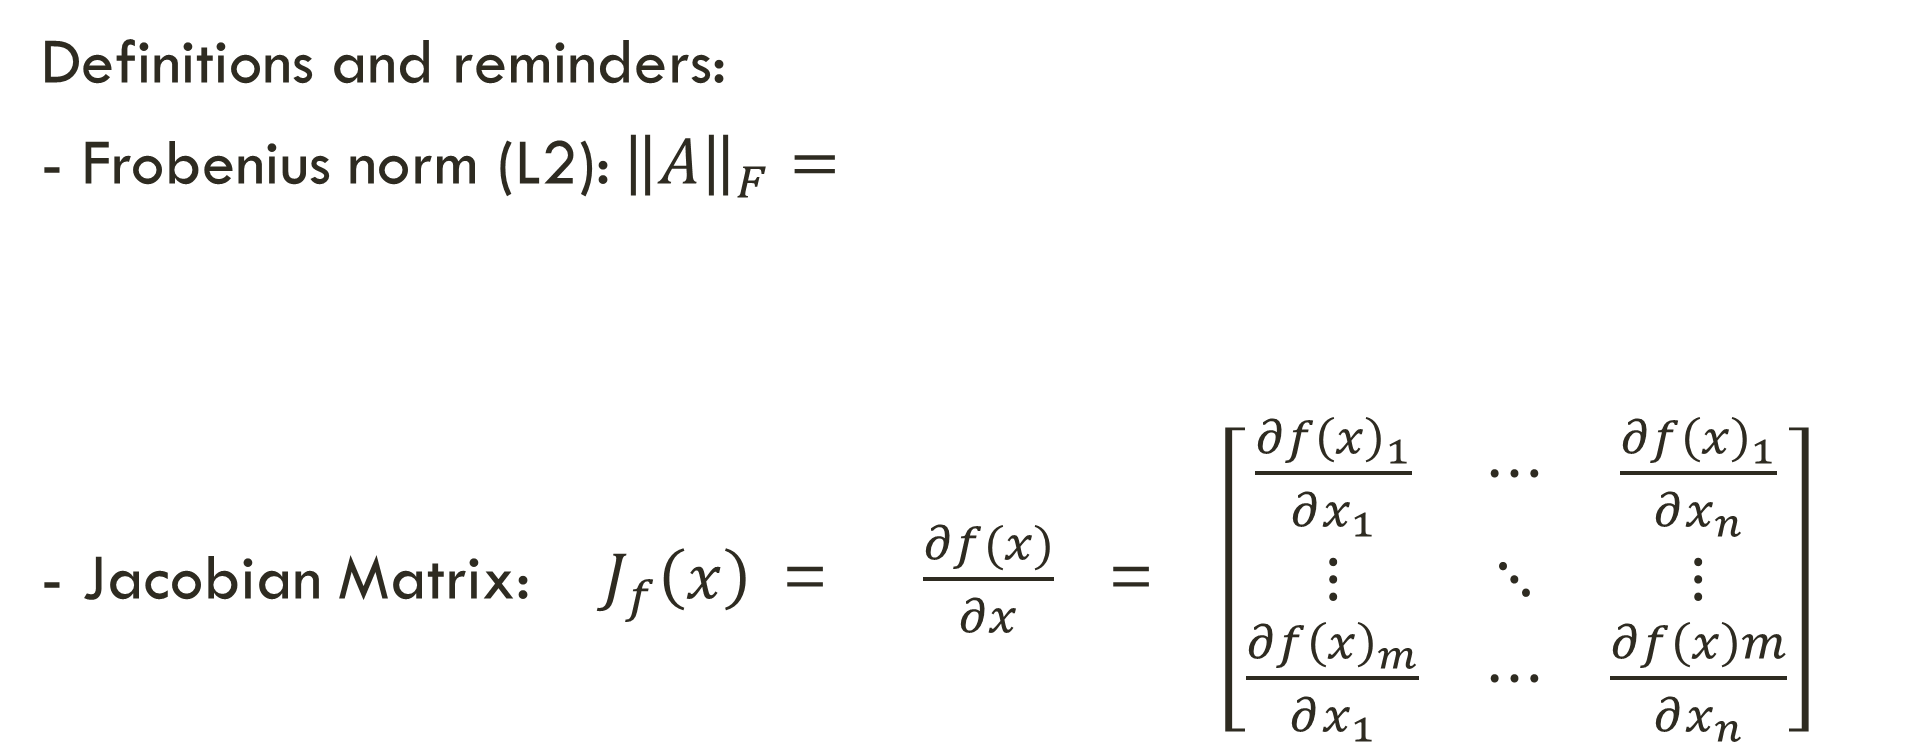 Definitions and reminders:
- Frobenius norm (L2): ‖A‖_F =
- Jacobian Matrix: J_f(x) = ∂f(x)/∂x = [∂f(x)_1/∂x_1 ⋯ ∂f(x)_1/∂x_n
⋮ ⋱ ⋮
∂f(x)_m/∂x_1 ⋯ ∂f(x)m/∂x_n]